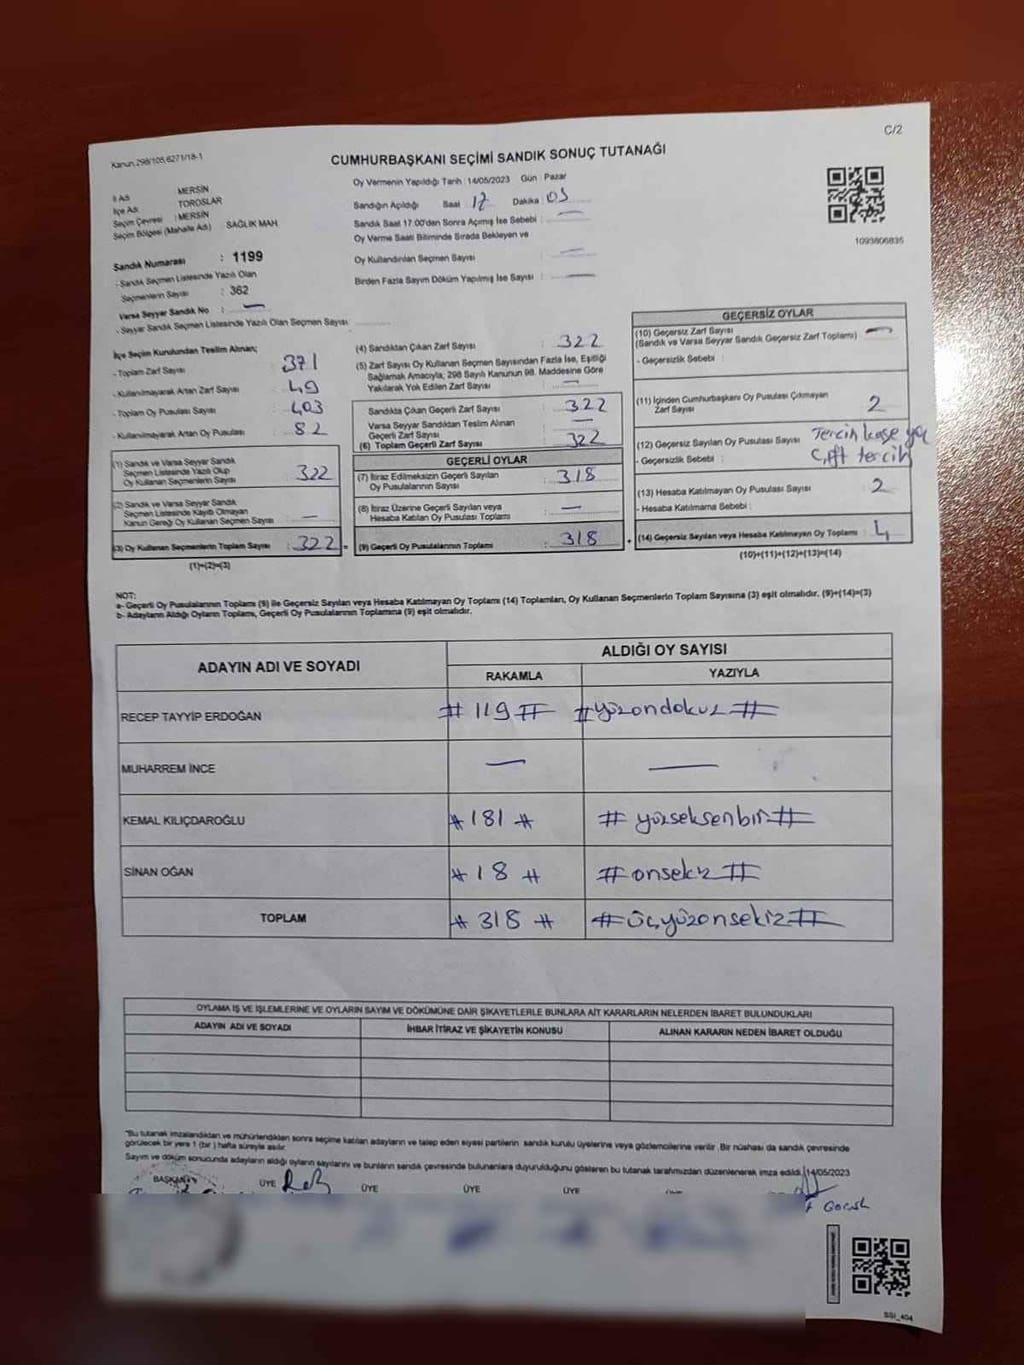 C/2
Kanun 298/105,6271/18-1
CUMHURBAŞKANI SEÇİMİ SANDIK SONUÇ TUTANAĞI
İl Adı : MERSİN
İlçe Adı : TOROSLAR
Seçim Çevresi : MERSİN
Seçim Bölgesi (Mahalle Adı) SAĞLIK MAH
Sandık Numarası : 1199
- Sandık Seçmen Listesinde Yazılı Olan
Seçmenlerin Sayısı : 362
Varsa Seyyar Sandık No : —
- Seyyar Sandık Seçmen Listesinde Yazılı Olan Seçmen Sayısı :
Oy Vermenin Yapıldığı Tarih : 14/05/2023 Gün : Pazar
Sandığın Açıldığı Saat : 17 Dakika : 05
Sandık Saat 17.00'den Sonra Açılmış İse Sebebi : —
Oy Verme Saati Bitiminde Sırada Bekleyen ve
Oy Kullandırılan Seçmen Sayısı : —
Birden Fazla Sayım Döküm Yapılmış İse Sayısı : —
1093806835
İlçe Seçim Kurulundan Teslim Alınan;
- Toplam Zarf Sayısı : 371
- Kullanılmayarak Artan Zarf Sayısı : 49
- Toplam Oy Pusulası Sayısı : 403
- Kullanılmayarak Artan Oy Pusulası : 82
(1) Sandık ve Varsa Seyyar Sandık
Seçmen Listesinde Yazılı Olup
Oy Kullanan Seçmenlerin Sayısı : 322
(2) Sandık ve Varsa Seyyar Sandık
Seçmen Listesinde Kayıtlı Olmayan
Kanun Gereği Oy Kullanan Seçmen Sayısı : —
(3) Oy Kullanan Seçmenlerin Toplam Sayısı : 322 =
(1)+(2)=(3)
(4) Sandıktan Çıkan Zarf Sayısı : 322
(5) Zarf Sayısı Oy Kullanan Seçmen Sayısından Fazla İse, Eşitliği
Sağlamak Amacıyla; 298 Sayılı Kanunun 98. Maddesine Göre
Yakılarak Yok Edilen Zarf Sayısı : —
Sandıkta Çıkan Geçerli Zarf Sayısı : 322
Varsa Seyyar Sandıktan Teslim Alınan
Geçerli Zarf Sayısı : —
(6) Toplam Geçerli Zarf Sayısı : 322
GEÇERLİ OYLAR
(7) İtiraz Edilmeksizin Geçerli Sayılan
Oy Pusulalarının Sayısı : 318
(8) İtiraz Üzerine Geçerli Sayılan veya
Hesaba Katılan Oy Pusulası Toplamı : —
(9) Geçerli Oy Pusulalarının Toplamı : 318 +
GEÇERSİZ OYLAR
(10) Geçersiz Zarf Sayısı
(Sandık ve Varsa Seyyar Sandık Geçersiz Zarf Toplamı) : —
- Geçersizlik Sebebi :
(11) İçinden Cumhurbaşkanı Oy Pusulası Çıkmayan
Zarf Sayısı : 2
(12) Geçersiz Sayılan Oy Pusulası Sayısı : Tercih kaşe yok
- Geçersizlik Sebebi : Çift tercih
(13) Hesaba Katılmayan Oy Pusulası Sayısı : 2
- Hesaba Katılmama Sebebi :
(14) Geçersiz Sayılan veya Hesaba Katılmayan Oy Toplamı : 4
(10)+(11)+(12)+(13)=(14)
NOT:
a- Geçerli Oy Pusulalarının Toplamı (9) ile Geçersiz Sayılan veya Hesaba Katılmayan Oy Toplamı (14) Toplamları, Oy Kullanan Seçmenlerin Toplam Sayısına (3) eşit olmalıdır. (9)+(14)=(3)
b- Adayların Aldığı Oyların Toplamı, Geçerli Oy Pusulalarının Toplamına (9) eşit olmalıdır.
ADAYIN ADI VE SOYADI
ALDIĞI OY SAYISI
RAKAMLA YAZIYLA
RECEP TAYYİP ERDOĞAN # 119 # # yüzondokuz #
MUHARREM İNCE — —
KEMAL KILIÇDAROĞLU # 181 # # yüzseksenbir #
SİNAN OĞAN # 18 # # onsekiz #
TOPLAM # 318 # # üçyüzonsekiz #
OYLAMA İŞ VE İŞLEMLERİNE VE OYLARIN SAYIM VE DÖKÜMÜNE DAİR ŞİKAYETLERLE BUNLARA AİT KARARLARIN NELERDEN İBARET BULUNDUKLARI
ADAYIN ADI VE SOYADI İHBAR İTİRAZ VE ŞİKAYETİN KONUSU ALINAN KARARIN NEDEN İBARET OLDUĞU
"Bu tutanak imzalandıktan ve mühürlendikten sonra seçime katılan adayların ve talep eden siyasi partilerin sandık kurulu üyelerine veya gözlemcilerine verilir. Bir nüshası da sandık çevresinde
görülecek bir yere 1 (bir) hafta süreyle asılır.
Sayım ve döküm sonucunda adayların aldığı oyların sayılarını ve bunların sandık çevresinde bulunanlara duyurulduğunu gösteren bu tutanak tarafımızdan düzenlenerek imza edildi. 14/05/2023
BAŞKAN ÜYE ÜYE ÜYE ÜYE
SSI_404